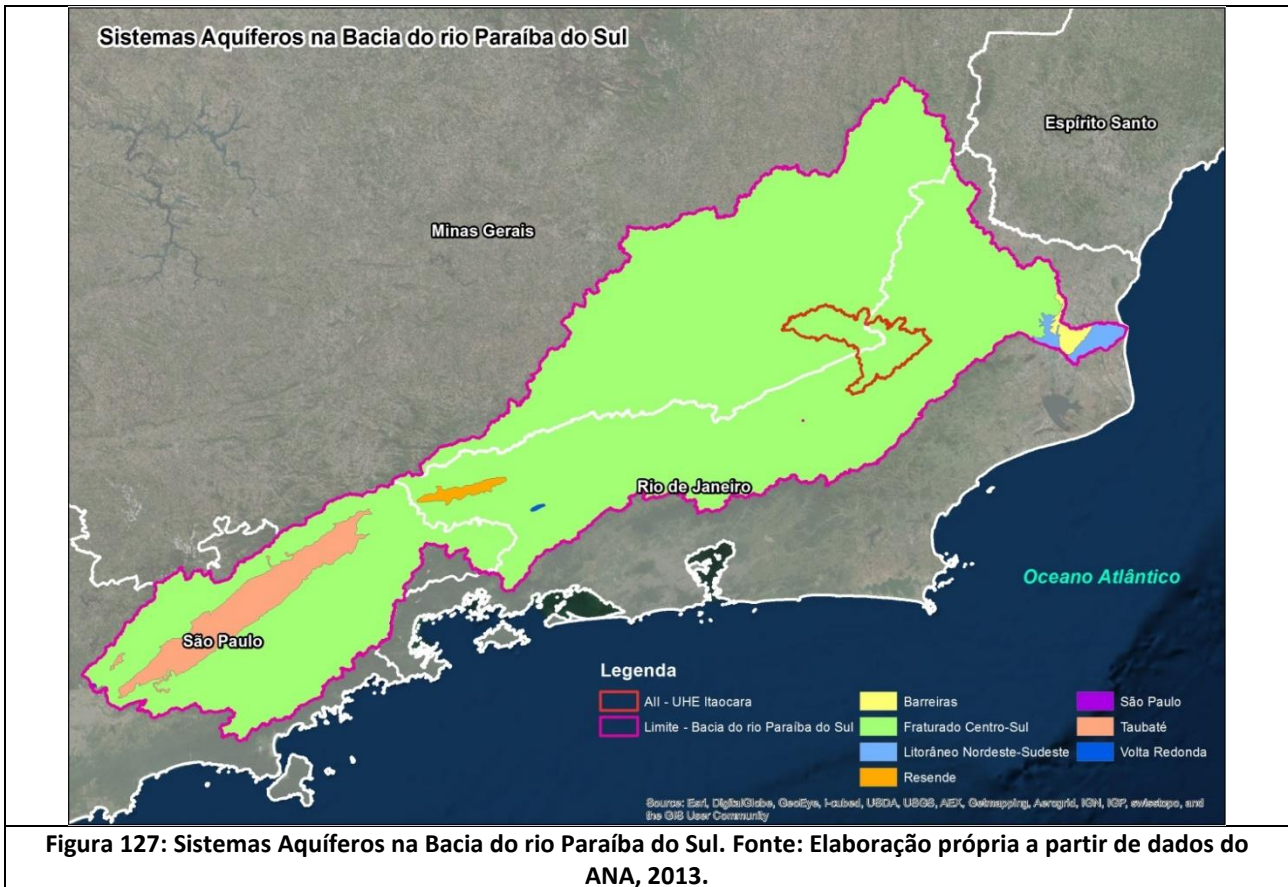 Sistemas Aquíferos na Bacia do rio Paraíba do Sul
Espírito Santo
Minas Gerais
Rio de Janeiro
Oceano Atlântico
São Paulo
Legenda
AII - UHE Itaocara
Limite - Bacia do rio Paraíba do Sul
Barreiras
Fraturado Centro-Sul
Litorâneo Nordeste-Sudeste
Resende
São Paulo
Taubaté
Volta Redonda
Source: Esri, DigitalGlobe, GeoEye, i-cubed, USDA, USGS, AEX, Getmapping, Aerogrid, IGN, IGP, swisstopo, and
the GIS User Community
Figura 127: Sistemas Aquíferos na Bacia do rio Paraíba do Sul. Fonte: Elaboração própria a partir de dados do
ANA, 2013.